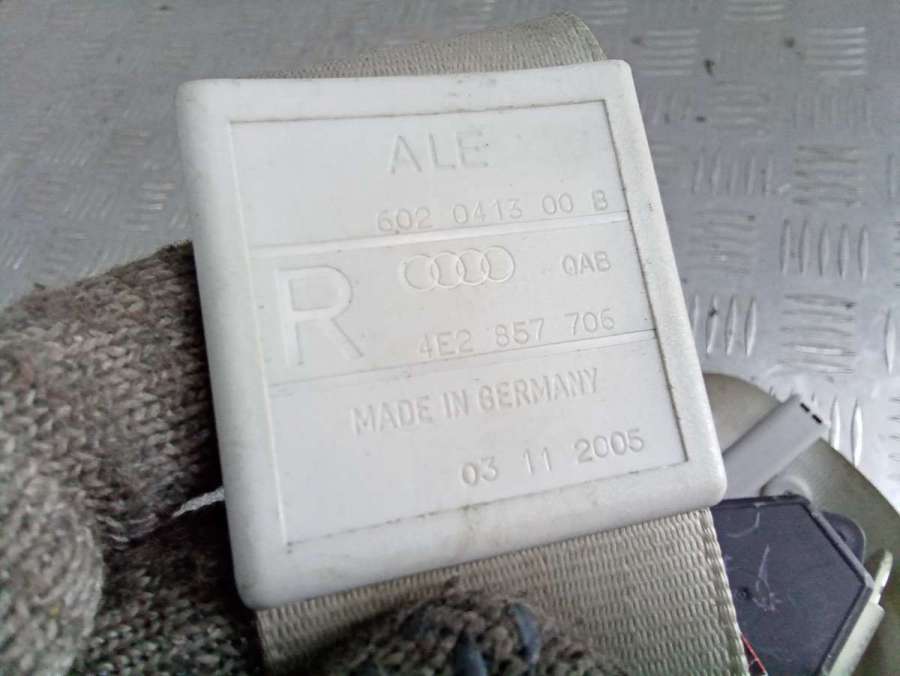 ALE
602 0413 00 B
R
QAB
4E2 857 706
MADE IN GERMANY
03 11 2005